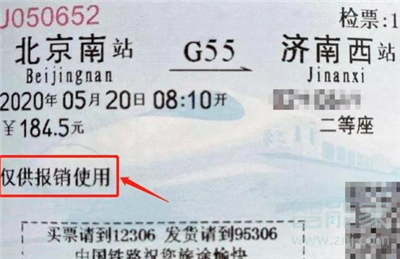 J050652 检票:1
北京南站 G55 济南西站
Beijingnan Jinanxi
2020年05月20日08:10开
￥184.5元 二等座
仅供报销使用
买票请到12306 发货请到95306
中国铁路祝您旅途愉快